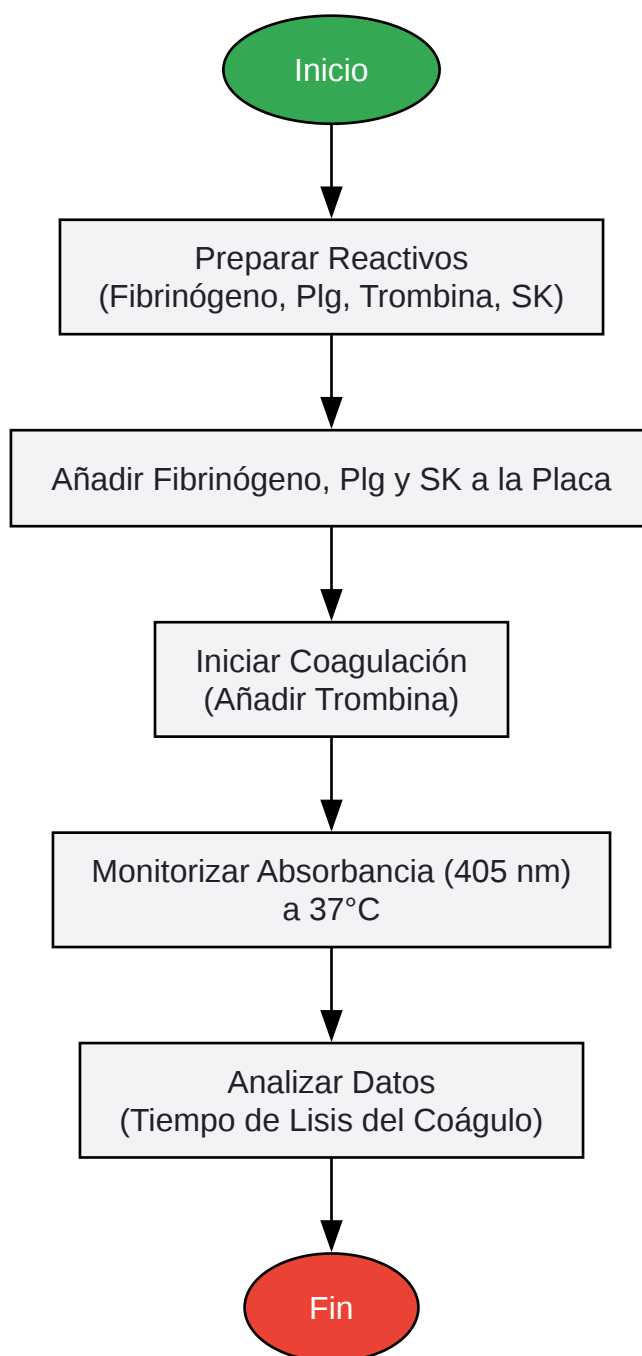 Inicio
Preparar Reactivos
(Fibrinógeno, Plg, Trombina, SK)
Añadir Fibrinógeno, Plg y SK a la Placa
Iniciar Coagulación
(Añadir Trombina)
Monitorizar Absorbancia (405 nm)
a 37°C
Analizar Datos
(Tiempo de Lisis del Coágulo)
Fin